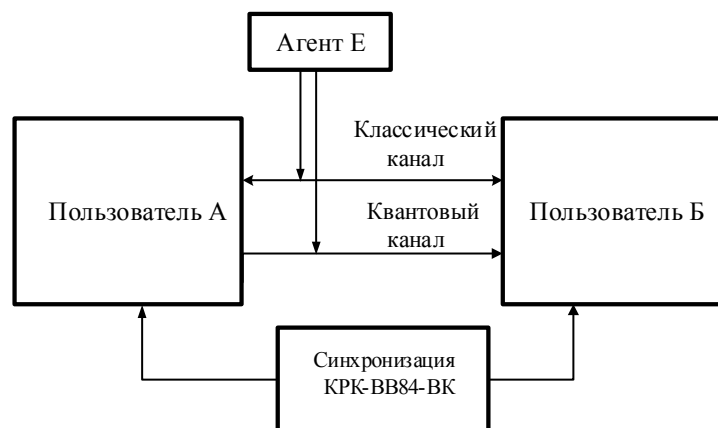 Агент Е
Классический
канал
Пользователь А
Квантовый
канал
Пользователь Б
Синхронизация
КРК-BB84-ВК